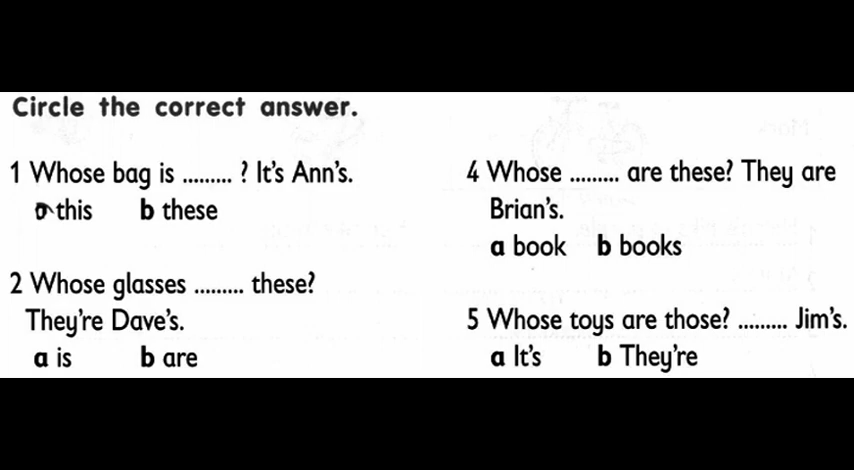 Circle the correct answer.
1 Whose bag is ......... ? It's Ann's.
a this b these
2 Whose glasses ......... these?
They're Dave's.
a is b are
4 Whose ......... are these? They are
Brian's.
a book b books
5 Whose toys are those? ......... Jim's.
a It's b They're